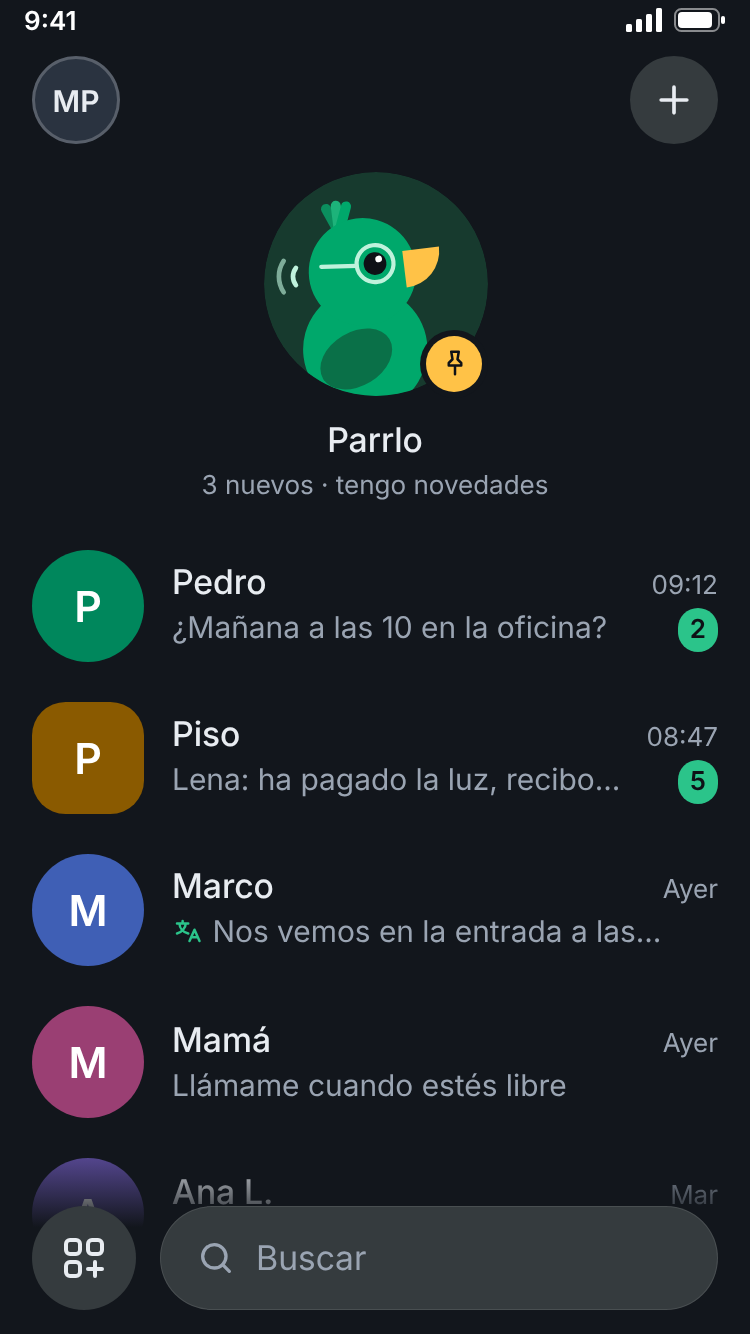 9:41
MP
Parrlo
3 nuevos · tengo novedades
P
Pedro
09:12
¿Mañana a las 10 en la oficina?
2
P
Piso
08:47
Lena: ha pagado la luz, recibo...
5
M
Marco
Ayer
Nos vemos en la entrada a las...
M
Mamá
Ayer
Llámame cuando estés libre
A
Ana L.
Mar
Buscar